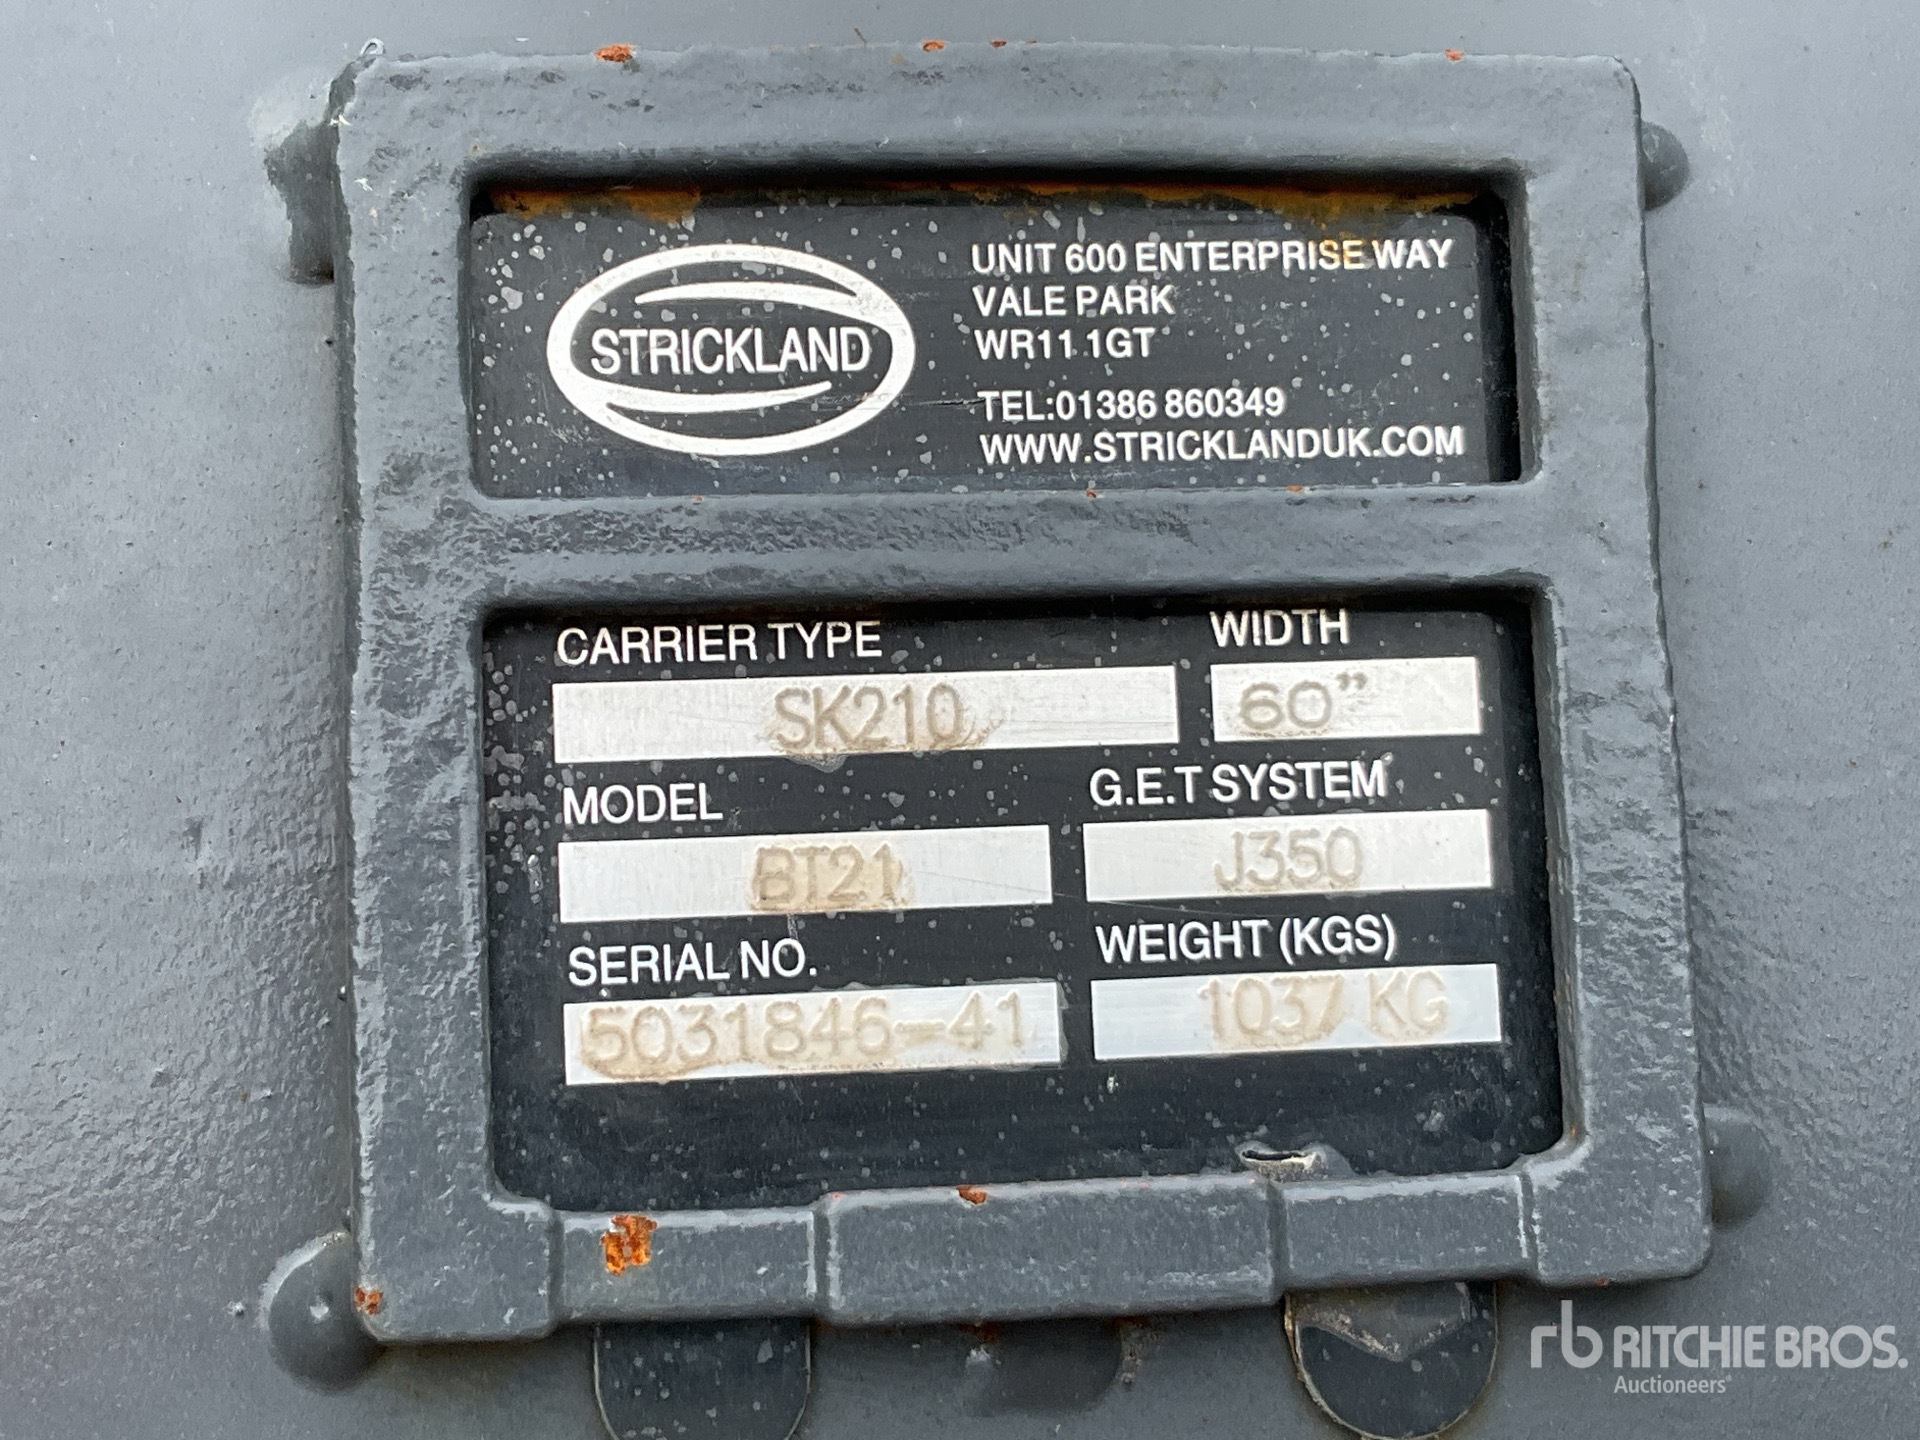 STRICKLAND
UNIT 600 ENTERPRISE WAY
VALE PARK
WR11 1GT
TEL:01386 860349
WWW.STRICKLANDUK.COM
CARRIER TYPE
SK210
WIDTH
60"
MODEL
BT21
G.E.T SYSTEM
J350
SERIAL NO.
5031846-41
WEIGHT (KGS)
1037 KG
rb RITCHIE BROS.
Auctioneers